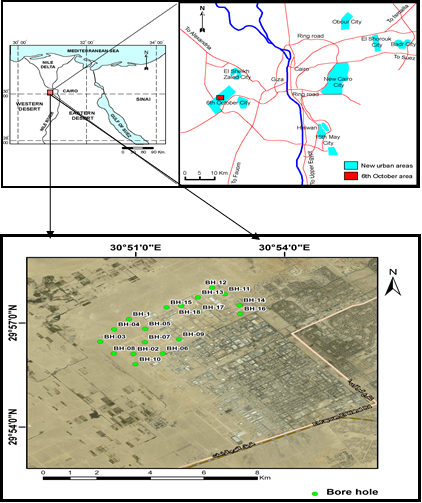 30° 32°00' 34°00'
MEDITERRANEAN SEA
NILE
DELTA
N
30°
CAIRO
SINAI
WESTERN
DESERT
EASTERN
DESERT
NILE RIVER
GULF OF SUEZ
28°
0 30 60 90 Km.
N
To Alexandria
Obour City
To Ismailia
Ring road
El Shorouk
City
Badr City
To Suez
El Sheikh
Zaied City
Cairo
Giza
New Cairo
City
6th October City
Ring road
Helwan
15th May
City
0 5 10 Km
To Faium
To Upper Egypt
New urban areas
6th October area
30°51'0"E 30°54'0"E
N
BH-12
BH-11
BH-13
BH-15
BH-14
BH-17
BH-16
BH-18
BH-1
BH-04
BH-05
BH-03
BH-07
BH-09
BH-08
BH-02
BH-06
BH-10
29°57'0"N
29°54'0"N
0 2 4 6 8
Km
Bore hole